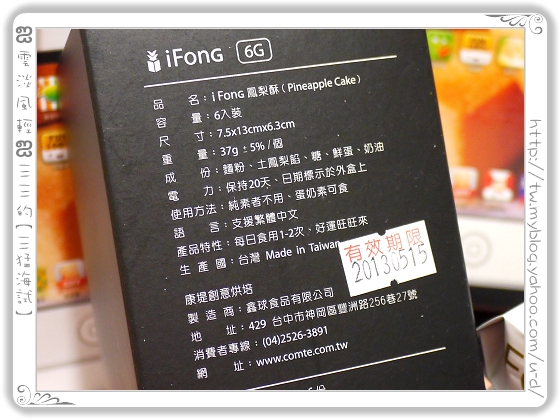 iFonG 6G
品　　名：iFonG 鳳梨酥 ( Pineapple Cake )
容　　量：6入裝
尺　　寸：7.5x13cmx6.3cm
重　　量：37g ± 5% / 個
成　　份：麵粉、土鳳梨餡、糖、鮮蛋、奶油
電　　力：保持20天、日期標示於外盒上
使用方法：純素者不用、蛋奶素可食
語　　言：支援繁體中文
產品特性：每日食用1-2次、好運旺旺來
生 產 國：台灣 Made in Taiwan
有效期限
20130515
康堤創意烘培
製 造 商：鑫球食品有限公司
地　　址：429 台中市神岡區豐洲路256巷27號
消費者專線：(04)2526-3891
網　　址：www.comte.com.tw
雲淡風輕 三三的【三猛海試】
http://tw.myblog.yahoo.com/u-d/